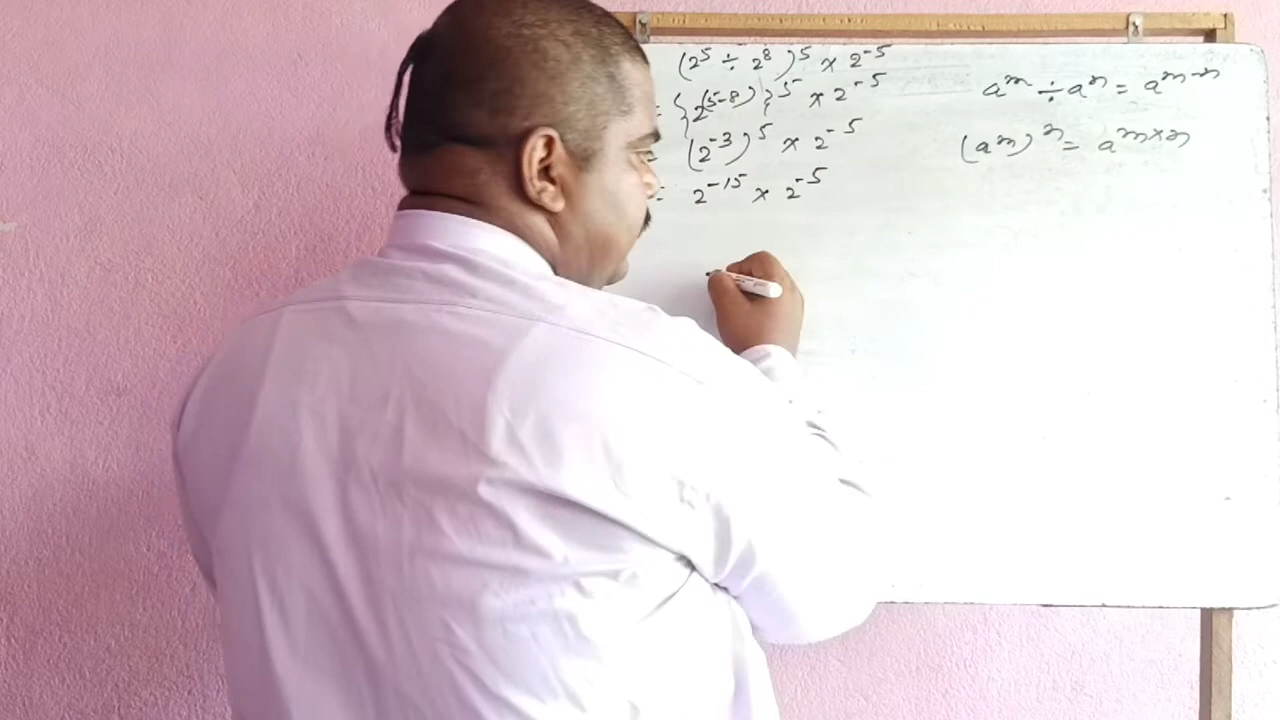 (2⁵ ÷ 2⁸)⁵ × 2⁻⁵
= {2⁽⁵⁻⁸⁾}⁵ × 2⁻⁵
= (2⁻³)⁵ × 2⁻⁵
= 2⁻¹⁵ × 2⁻⁵
aᵐ ÷ aⁿ = aᵐ⁻ⁿ
(aᵐ)ⁿ = aᵐˣⁿ